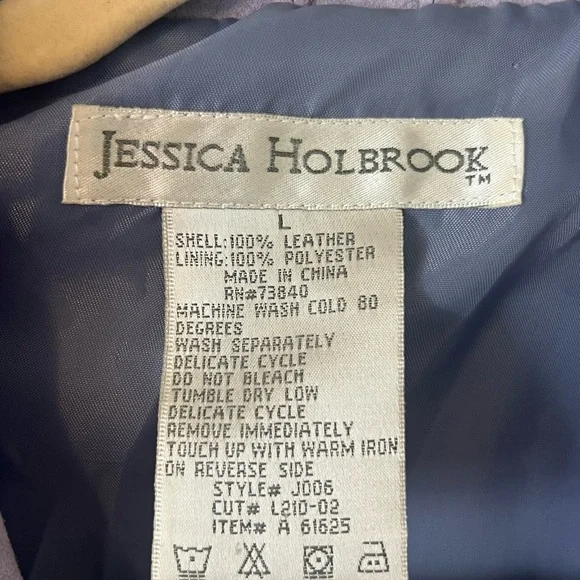 JESSICA HOLBROOK
TM
L
SHELL:100% LEATHER
LINING:100% POLYESTER
MADE IN CHINA
RN#73840
MACHINE WASH COLD 80
DEGREES
WASH SEPARATELY
DELICATE CYCLE
DO NOT BLEACH
TUMBLE DRY LOW
DELICATE CYCLE
REMOVE IMMEDIATELY
TOUCH UP WITH WARM IRON
ON REVERSE SIDE
STYLE# J006
CUT# L210-02
ITEM# A 61625